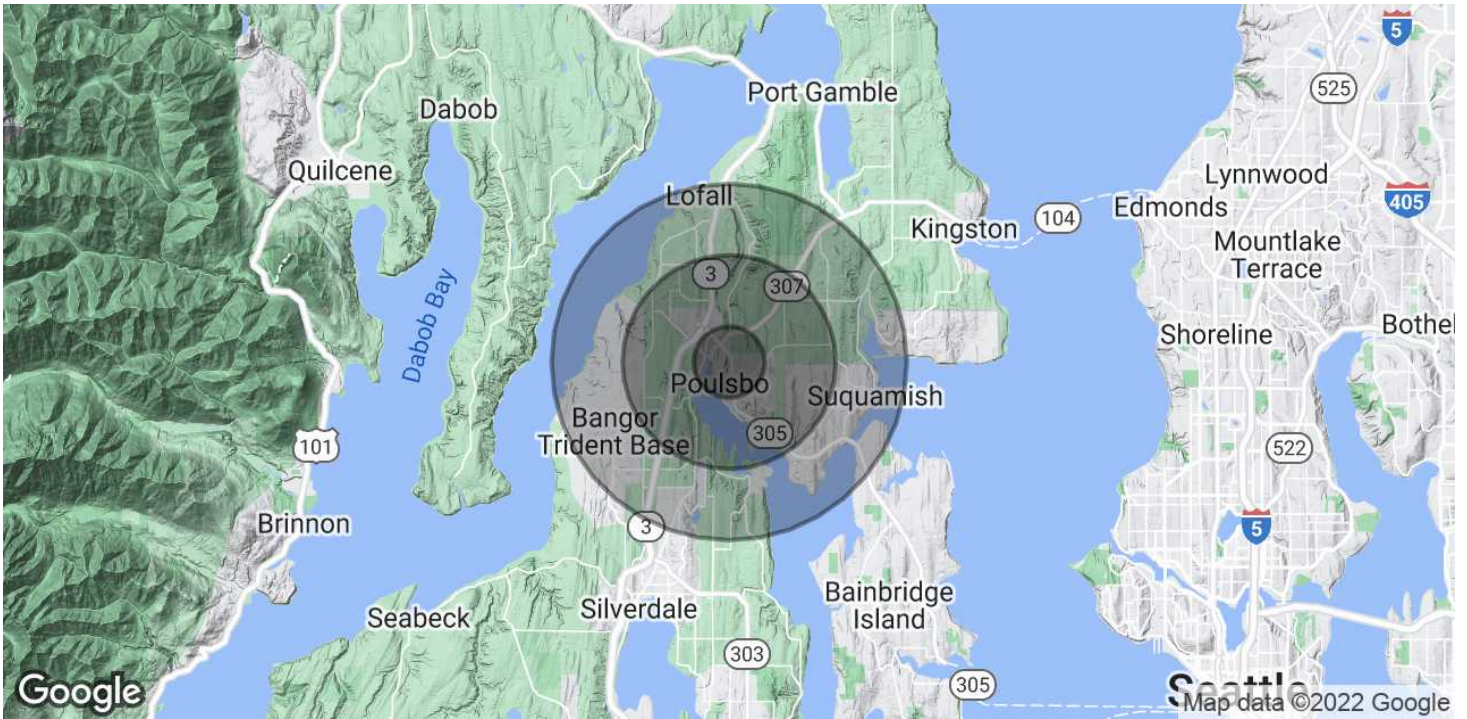 5
525
Port Gamble
Dabob
Quilcene
Lynnwood
405
Lofall
Edmonds
104
Kingston
Mountlake
Terrace
3
307
Dabob Bay
Shoreline
Bothel
Poulsbo
Suquamish
Bangor
Trident Base
305
101
522
Brinnon
3
5
Bainbridge
Island
Silverdale
Seabeck
303
305
Google
Seattle
Map data ©2022 Google